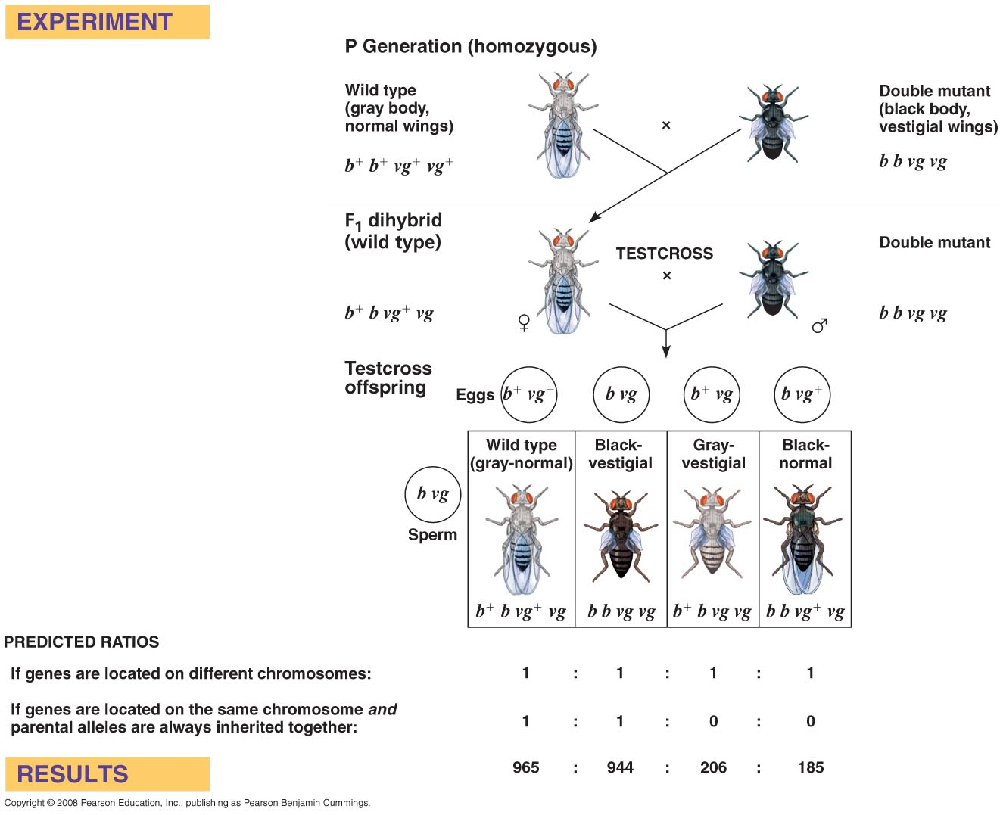 EXPERIMENT
P Generation (homozygous)
Wild type
(gray body,
normal wings)
b⁺ b⁺ vg⁺ vg⁺
×
Double mutant
(black body,
vestigial wings)
b b vg vg
F₁ dihybrid
(wild type)
b⁺ b vg⁺ vg
♀
TESTCROSS
×
♂
Double mutant
b b vg vg
Testcross
offspring
Eggs
b⁺ vg⁺
b vg
b⁺ vg
b vg⁺
b vg
Sperm
Wild type
(gray-normal)
b⁺ b vg⁺ vg
Black-
vestigial
b b vg vg
Gray-
vestigial
b⁺ b vg vg
Black-
normal
b b vg⁺ vg
PREDICTED RATIOS
If genes are located on different chromosomes:
1 : 1 : 1 : 1
If genes are located on the same chromosome and
parental alleles are always inherited together:
1 : 1 : 0 : 0
RESULTS
965 : 944 : 206 : 185
Copyright © 2008 Pearson Education, Inc., publishing as Pearson Benjamin Cummings.